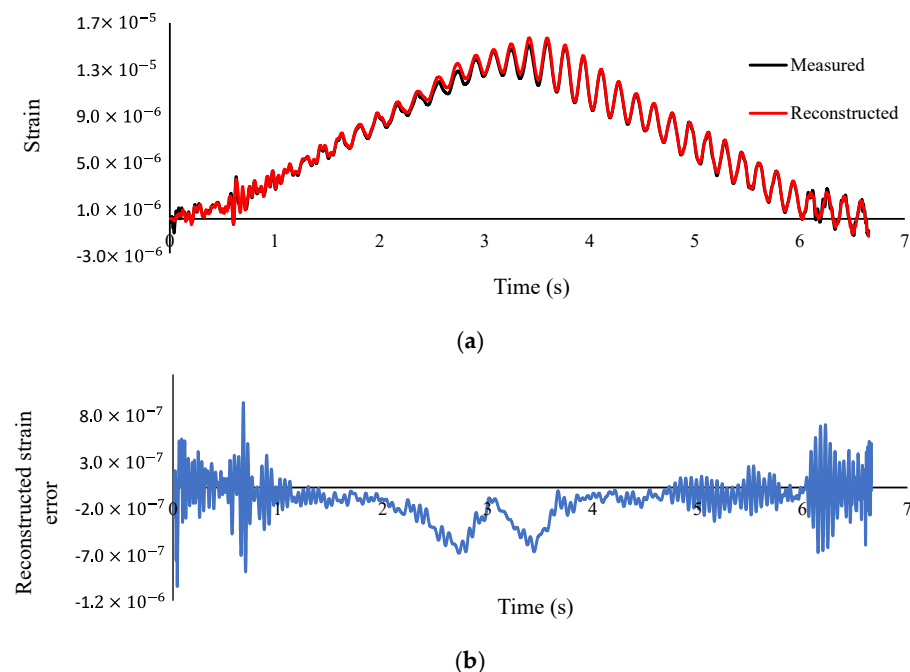 1.7× 10⁻⁵
1.3× 10⁻⁵
9.0× 10⁻⁶
5.0× 10⁻⁶
1.0× 10⁻⁶
-3.0× 10⁻⁶
Strain
Measured
Reconstructed
0 1 2 3 4 5 6 7
Time (s)
(a)
8.0× 10⁻⁷
3.0× 10⁻⁷
-2.0× 10⁻⁷
-7.0× 10⁻⁷
-1.2× 10⁻⁶
Reconstructed strain
error
0 1 2 3 4 5 6 7
Time (s)
(b)